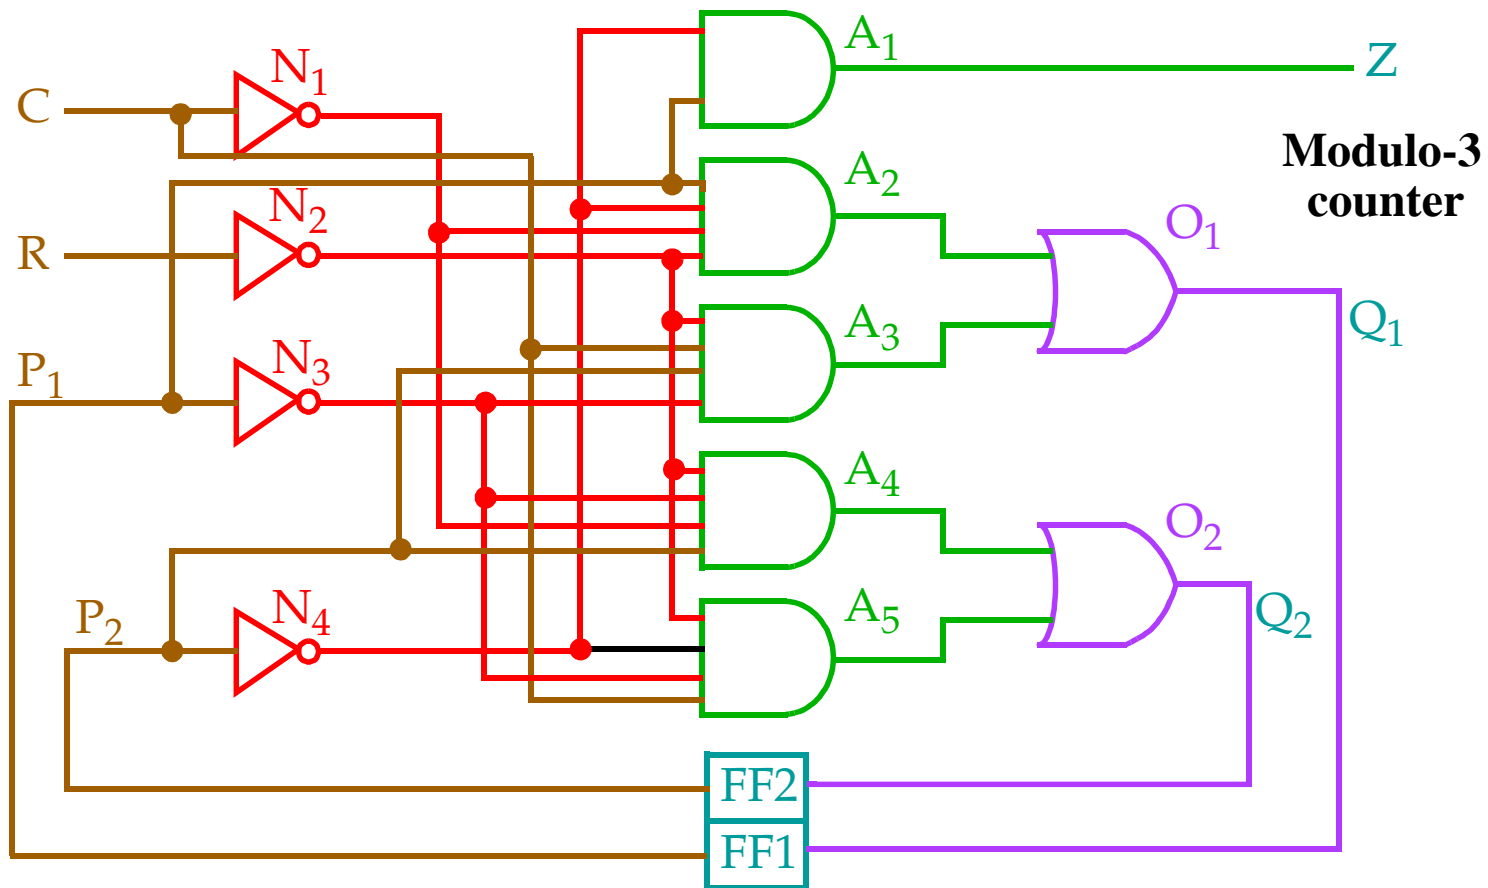 A₁
Z
N₁
C
Modulo-3
counter
A₂
N₂
O₁
R
A₃
Q₁
N₃
P₁
A₄
O₂
N₄
A₅
Q₂
P₂
FF2
FF1